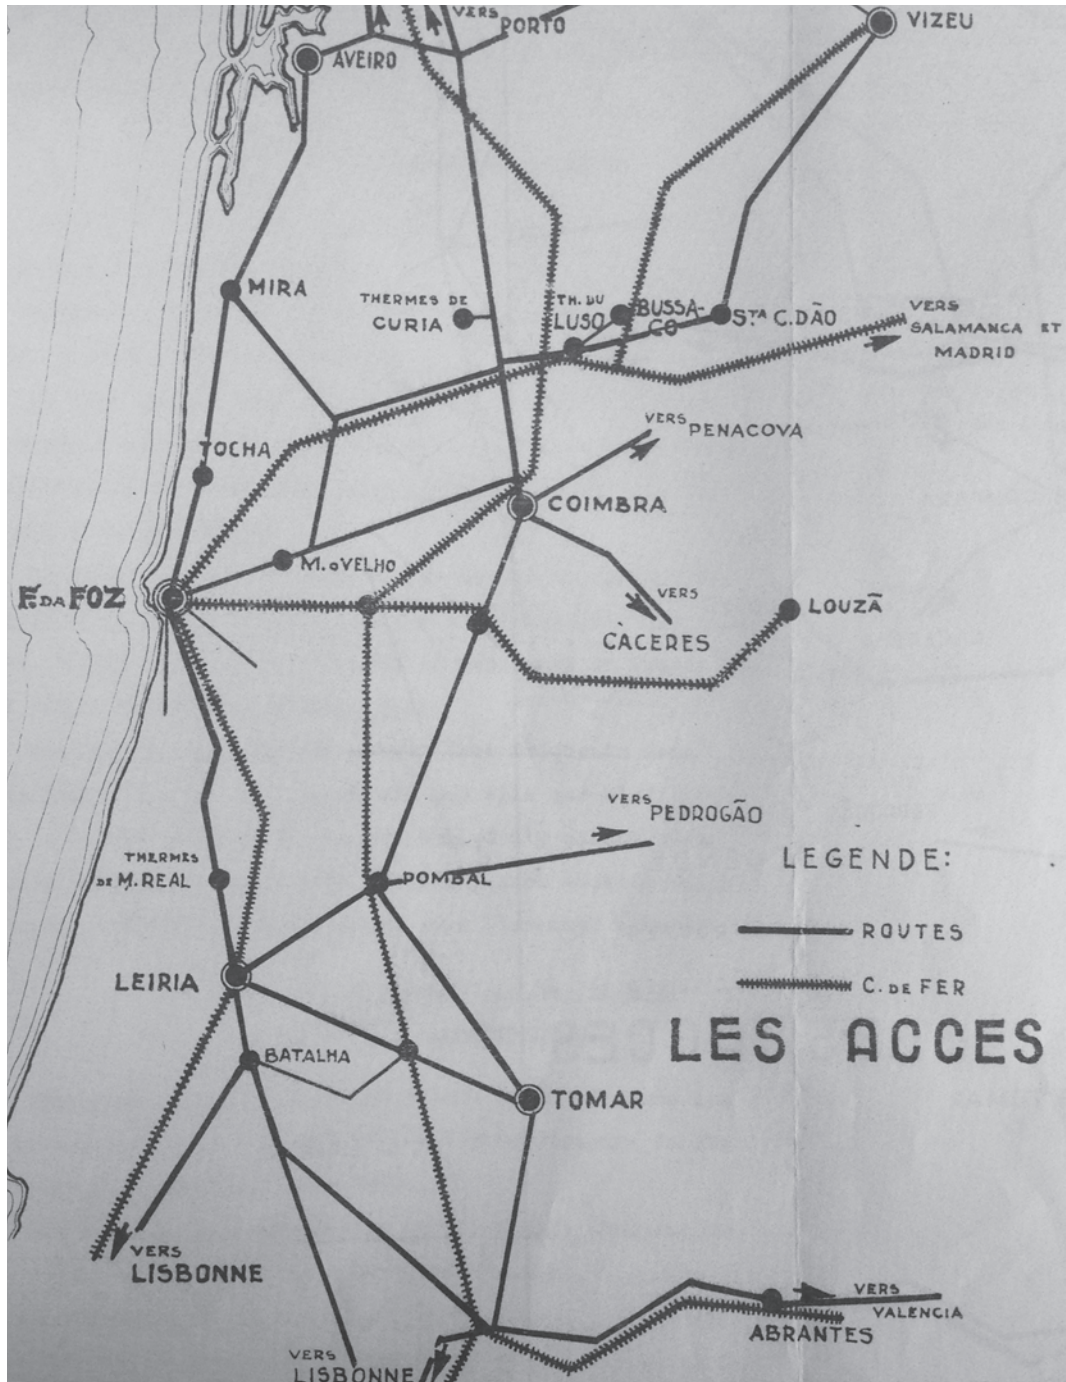 VERS
PORTO
VIZEU
AVEIRO
MIRA
THERMES DE
CURIA
TH. DU
LUSO
BUSSA-
CO
STA C. DÃO
VERS
SALAMANCA ET
MADRID
VERS
PENACOVA
TOCHA
COIMBRA
M. O VELHO
F. DA FOZ
VERS
CÀCERES
LOUZÃ
VERS
PEDROGÃO
THERMES
DE M. REAL
POMBAL
LEGENDE:
ROUTES
C. DE FER
LEIRIA
LES ACCES
BATALHA
TOMAR
VERS
LISBONNE
VERS
VALENCIA
ABRANTES
VERS
LISBONNE